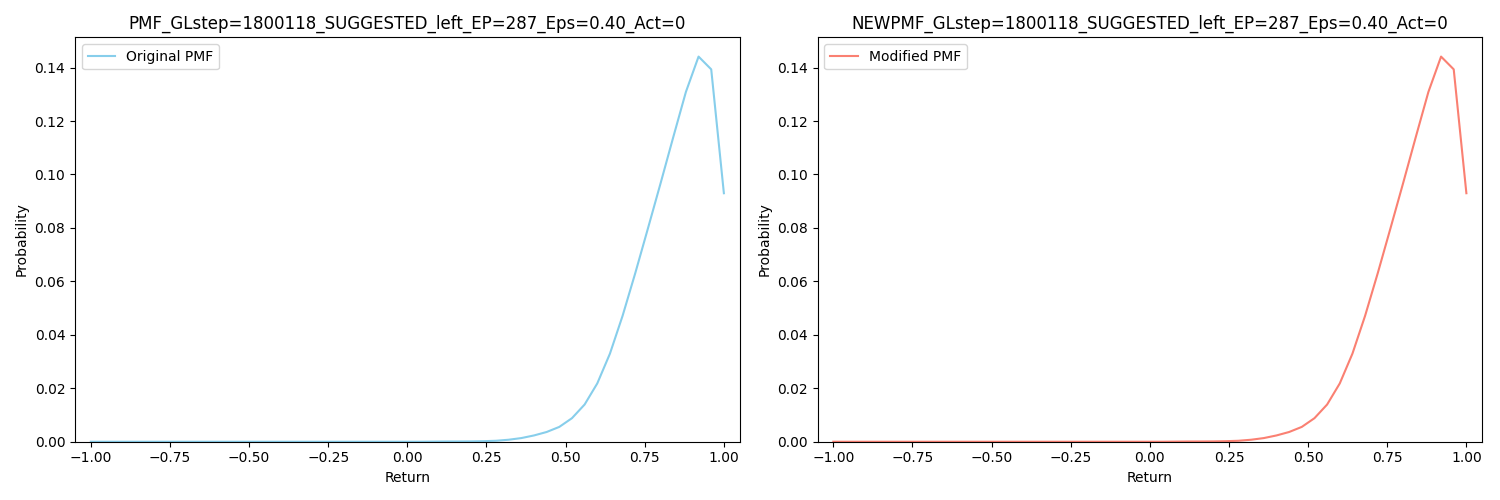 PMF_GLstep=1800118_SUGGESTED_left_EP=287_Eps=0.40_Act=0
Original PMF
Probability
0.14
0.12
0.10
0.08
0.06
0.04
0.02
0.00
−1.00 −0.75 −0.50 −0.25 0.00 0.25 0.50 0.75 1.00
Return
NEWPMF_GLstep=1800118_SUGGESTED_left_EP=287_Eps=0.40_Act=0
Modified PMF
Probability
0.14
0.12
0.10
0.08
0.06
0.04
0.02
0.00
−1.00 −0.75 −0.50 −0.25 0.00 0.25 0.50 0.75 1.00
Return